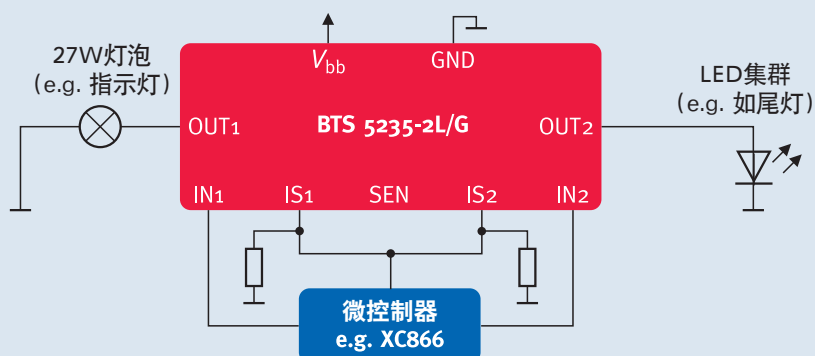 27W灯泡
(e.g. 指示灯)
V_bb
GND
LED集群
(e.g. 如尾灯)
OUT1
BTS 5235-2L/G
OUT2
IN1
IS1
SEN
IS2
IN2
微控制器
e.g. XC866